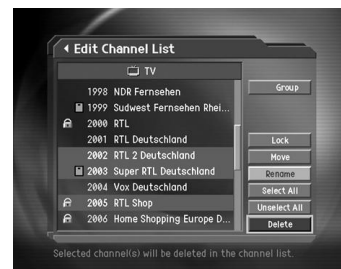 Edit Channel List
TV
1998 NDR Fernsehen
1999 Sudwest Fernsehen Rhei...
2000 RTL
2001 RTL Deutschland
2002 RTL 2 Deutschland
2003 Super RTL Deutschland
2004 Vox Deutschland
2005 RTL Shop
2006 Home Shopping Europe D...
Group
Lock
Move
Rename
Select All
Unselect All
Delete
Selected channel(s) will be deleted in the channel list.